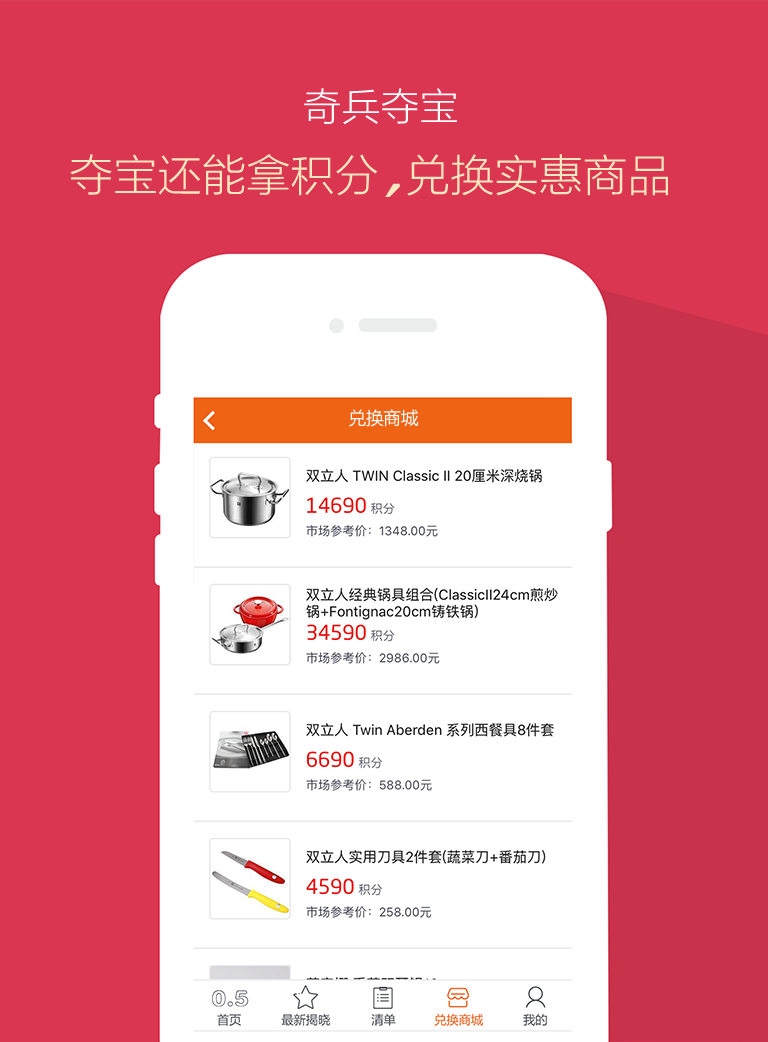 奇兵夺宝
夺宝还能拿积分,兑换实惠商品
兑换商城
双立人 TWIN Classic II 20厘米深烧锅
14690 积分
市场参考价：1348.00元
双立人经典锅具组合(ClassicII24cm煎炒
锅+Fontignac20cm铸铁锅)
34590 积分
市场参考价：2986.00元
双立人 Twin Aberden 系列西餐具8件套
6690 积分
市场参考价：588.00元
双立人实用刀具2件套(蔬菜刀+番茄刀)
4590 积分
市场参考价：258.00元
0.5
首页 最新揭晓 清单 兑换商城 我的